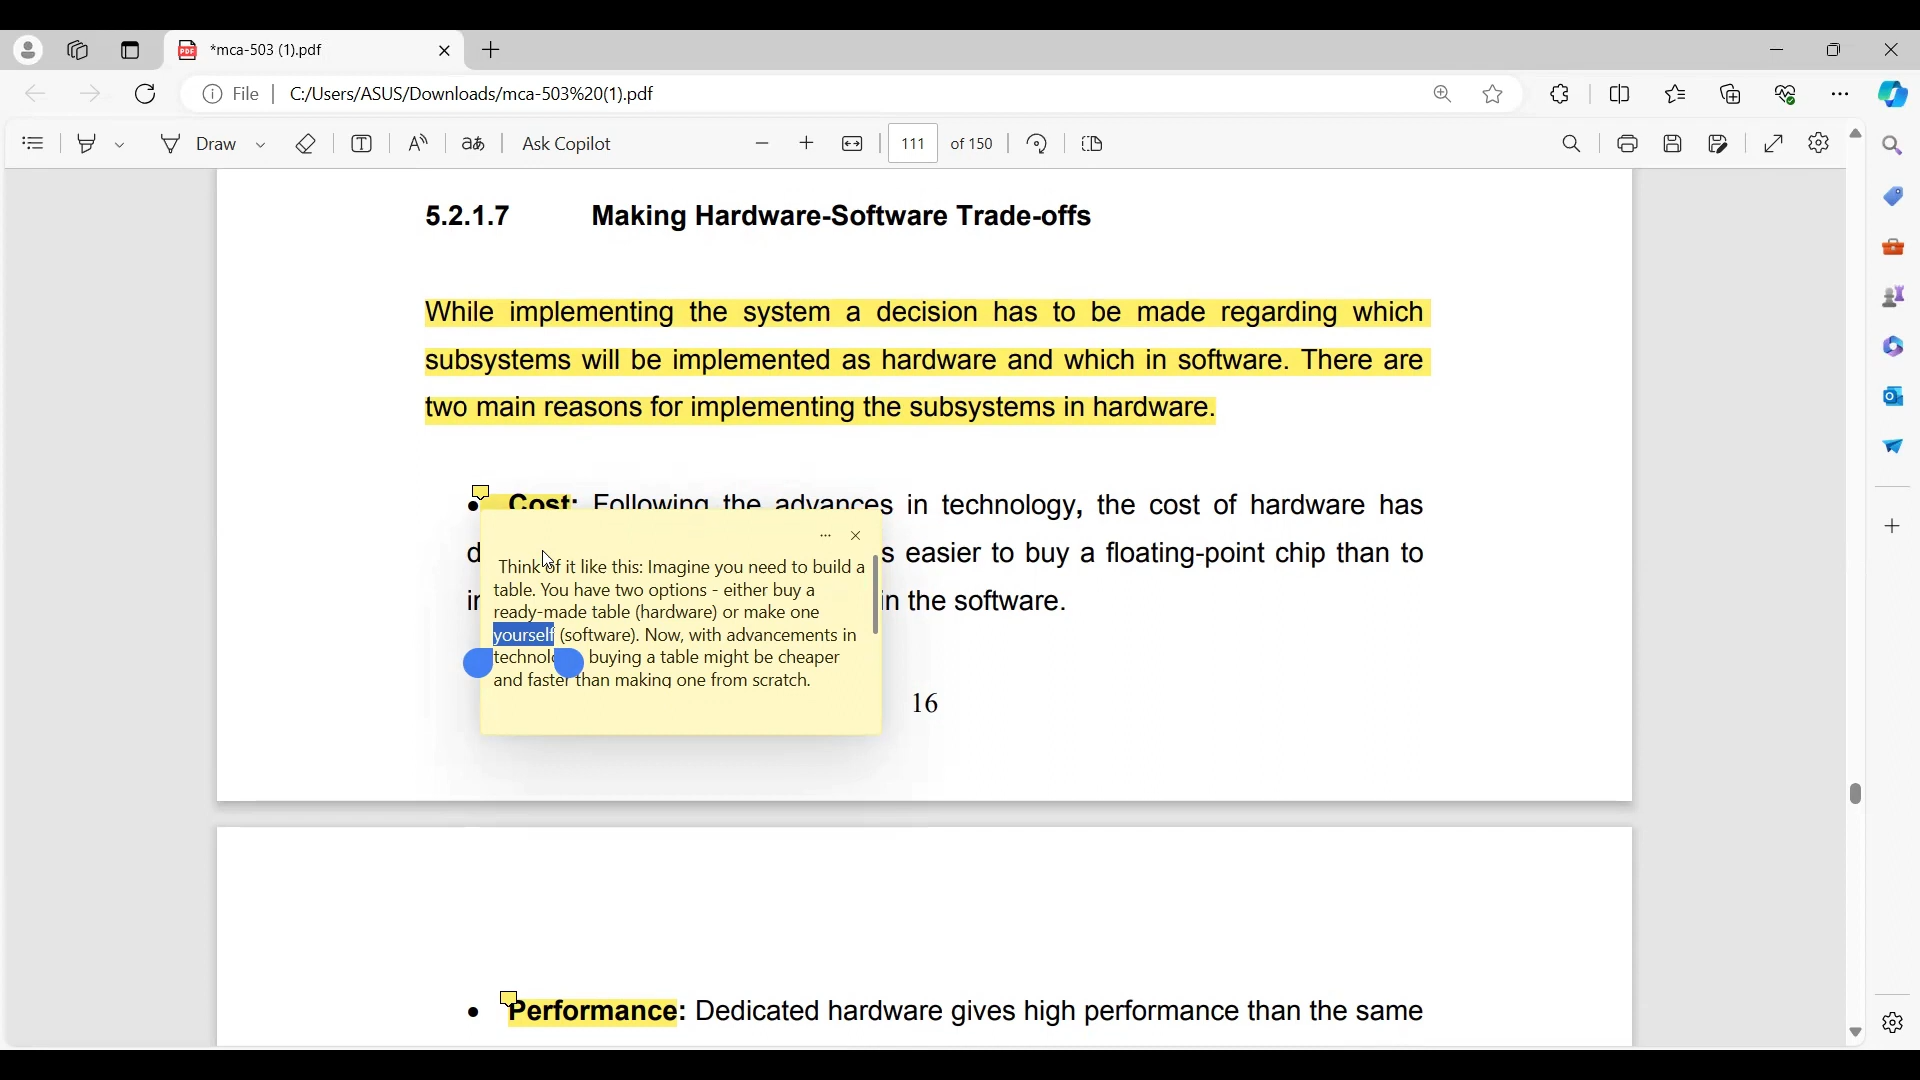 *mca-503 (1).pdf
File
C:/Users/ASUS/Downloads/mca-503%20(1).pdf
Draw
aあ
Ask Copilot
111 of 150
5.2.1.7 Making Hardware-Software Trade-offs
While implementing the system a decision has to be made regarding which
subsystems will be implemented as hardware and which in software. There are
two main reasons for implementing the subsystems in hardware.
• Cost: Following the advances in technology, the cost of hardware has
s easier to buy a floating-point chip than to
in the software.
Think of it like this: Imagine you need to build a
table. You have two options - either buy a
ready-made table (hardware) or make one
yourself (software). Now, with advancements in
buying a table might be cheaper
and faster than making one from scratch.
16
• Performance: Dedicated hardware gives high performance than the same